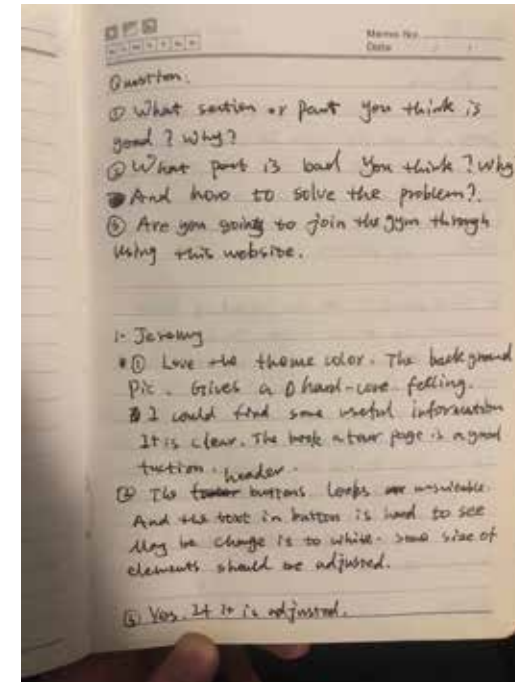 Memo No.
Date / /
Question.
① What section or part you think is
good? Why?
② What part is bad you think? Why
And how to solve the problem?.
③ Are you going to join the gym through
using this website.
1. Jeremy
① Love the theme color. The background
Pic. Gives a hard-core felling.
I could find some useful information
It is clear. The book a tour page is a good
header.
② The buttons looks
And the text in button is hard to see
May be change is to white. some size of
elements should be adjusted.
③ Yes. If it is adjusted.